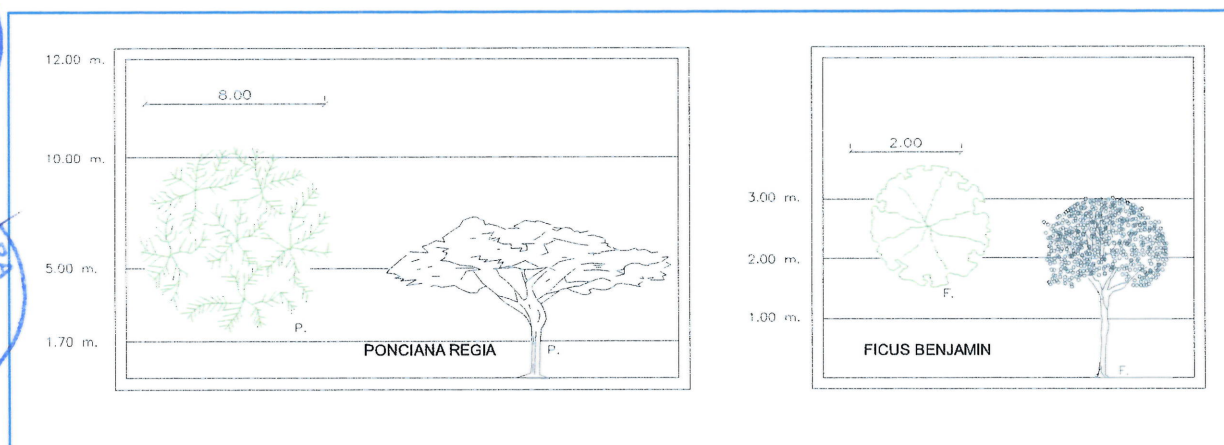 12.00 m.
8.00
10.00 m.
5.00 m.
P.
1.70 m.
PONCIANA REGIA
P.
2.00
3.00 m.
2.00 m.
F.
1.00 m.
FICUS BENJAMIN
F.